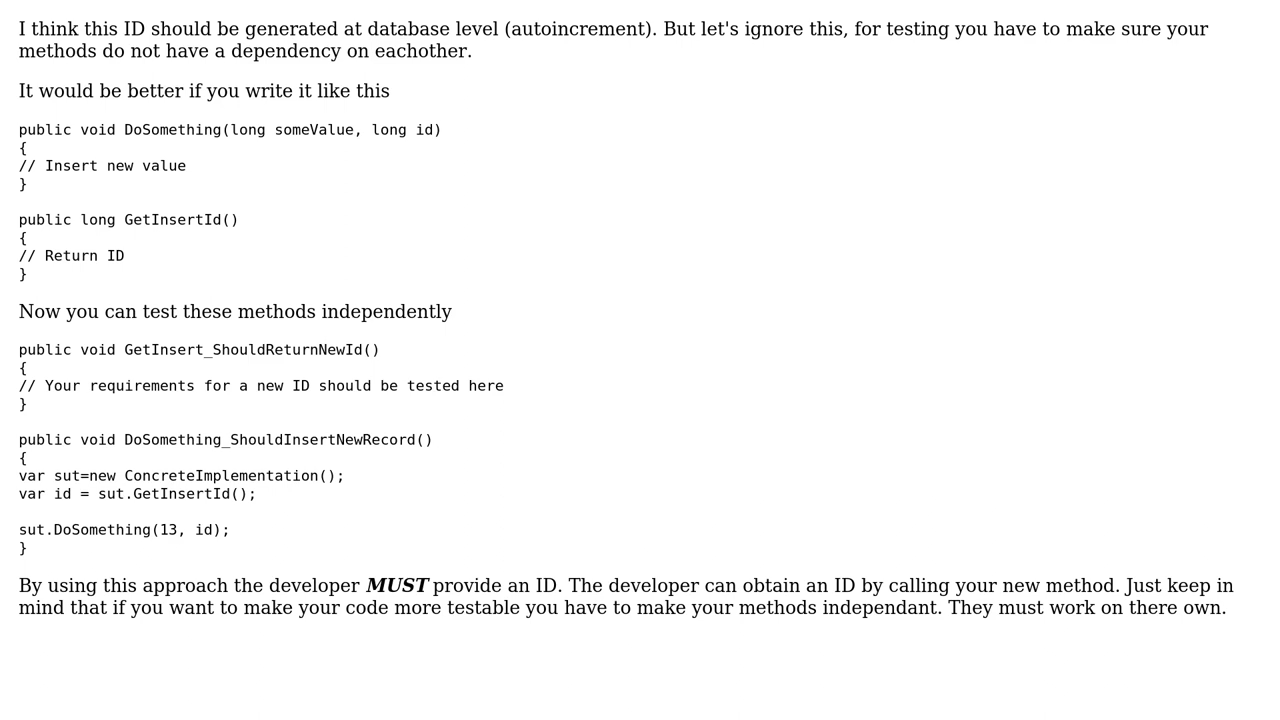 I think this ID should be generated at database level (autoincrement). But let's ignore this, for testing you have to make sure your
methods do not have a dependency on eachother.
It would be better if you write it like this
public void DoSomething(long someValue, long id)
{
// Insert new value
}
public long GetInsertId()
{
// Return ID
}
Now you can test these methods independently
public void GetInsert_ShouldReturnNewId()
{
// Your requirements for a new ID should be tested here
}
public void DoSomething_ShouldInsertNewRecord()
{
var sut=new ConcreteImplementation();
var id = sut.GetInsertId();
sut.DoSomething(13, id);
}
By using this approach the developer MUST provide an ID. The developer can obtain an ID by calling your new method. Just keep in
mind that if you want to make your code more testable you have to make your methods independant. They must work on there own.